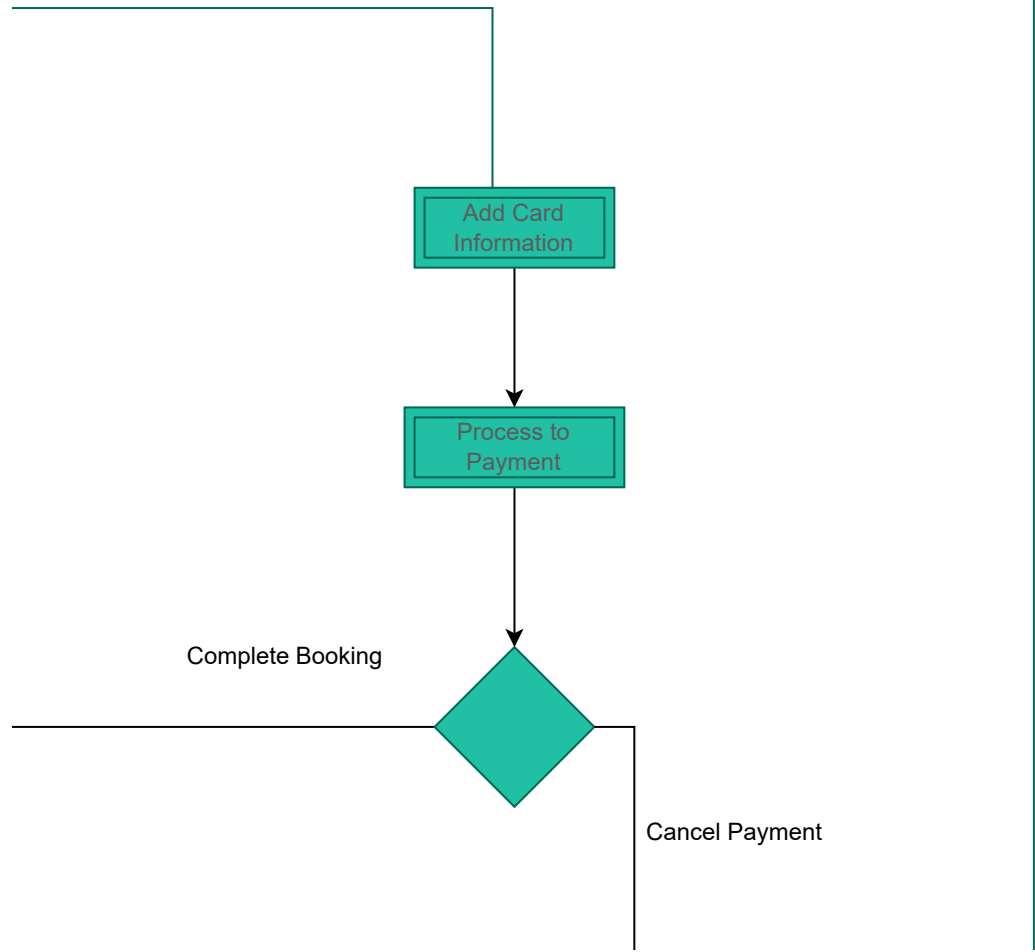 Add Card
Information
Process to
Payment
Complete Booking
Cancel Payment